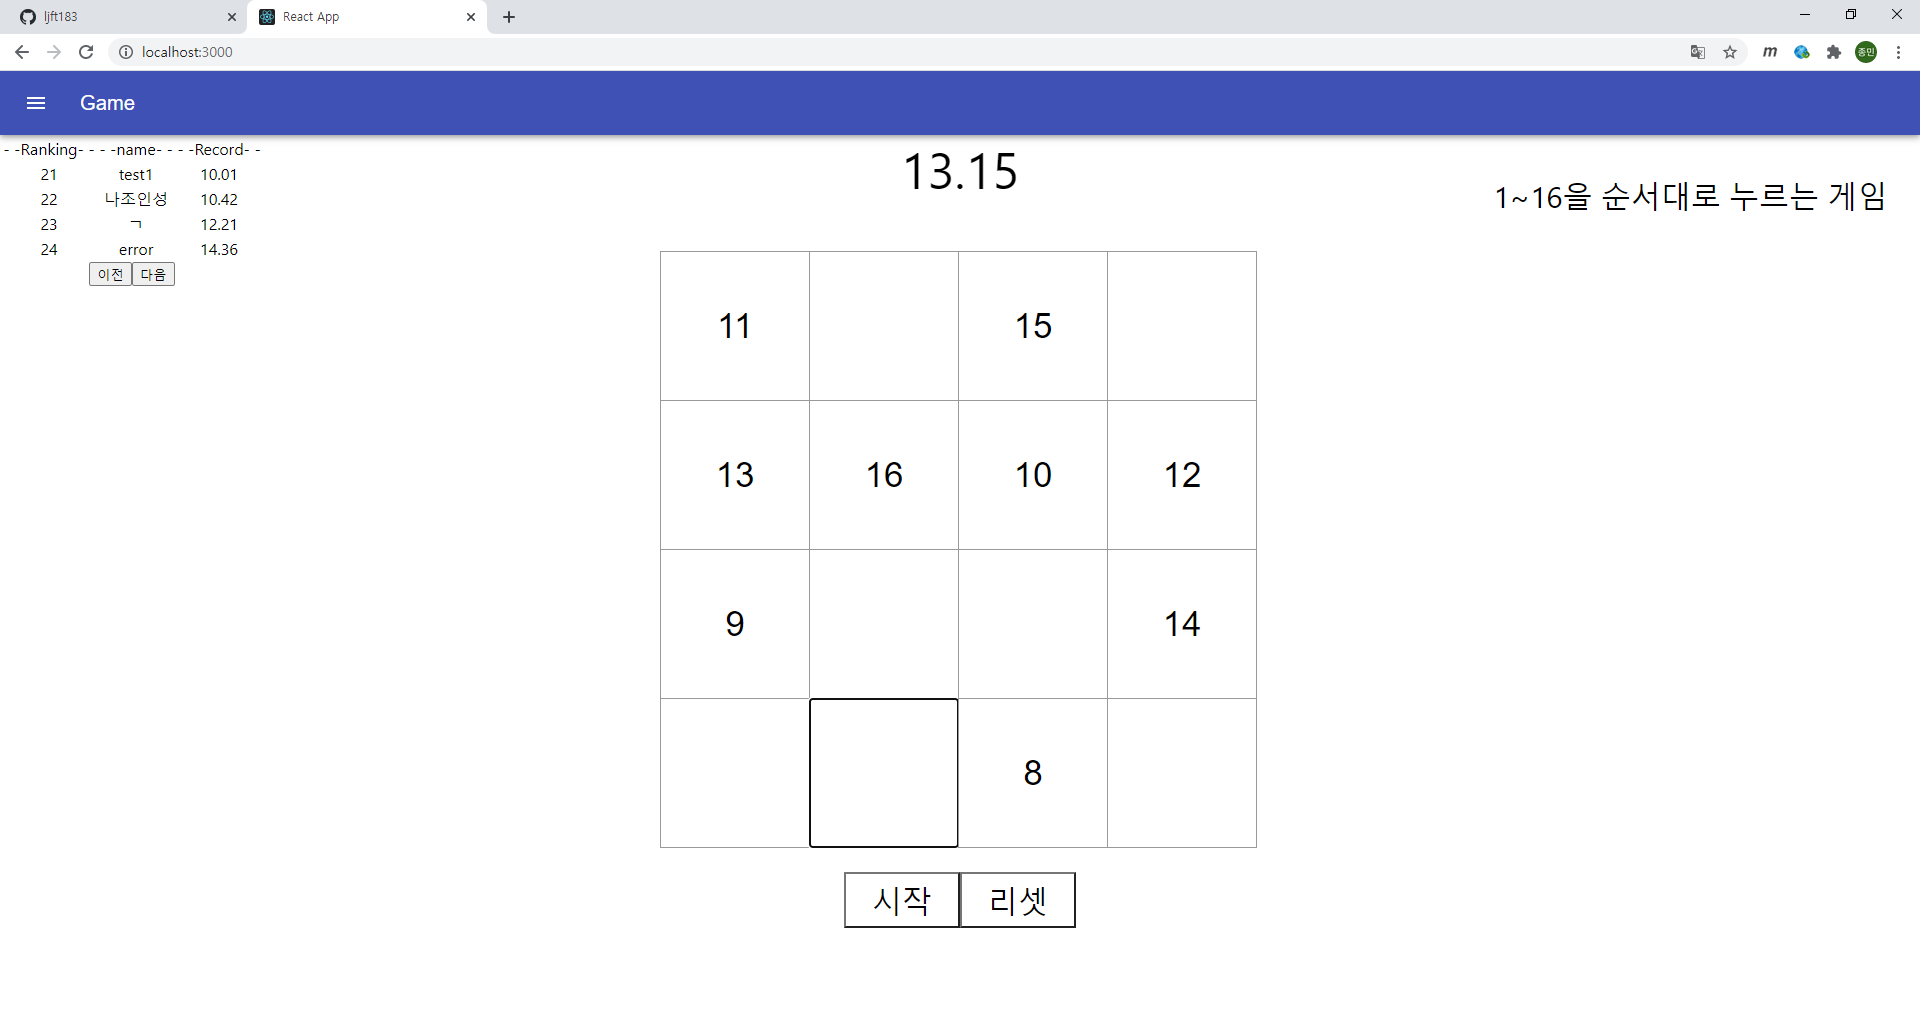 ljft183
React App
localhost:3000
m
종민
Game
- -Ranking- - - -name- - - -Record- -
21 test1 10.01
22 나조인성 10.42
23 ㄱ 12.21
24 error 14.36
이전 다음
13.15
1~16을 순서대로 누르는 게임
11 15
13 16 10 12
9 14
8
시작 리셋